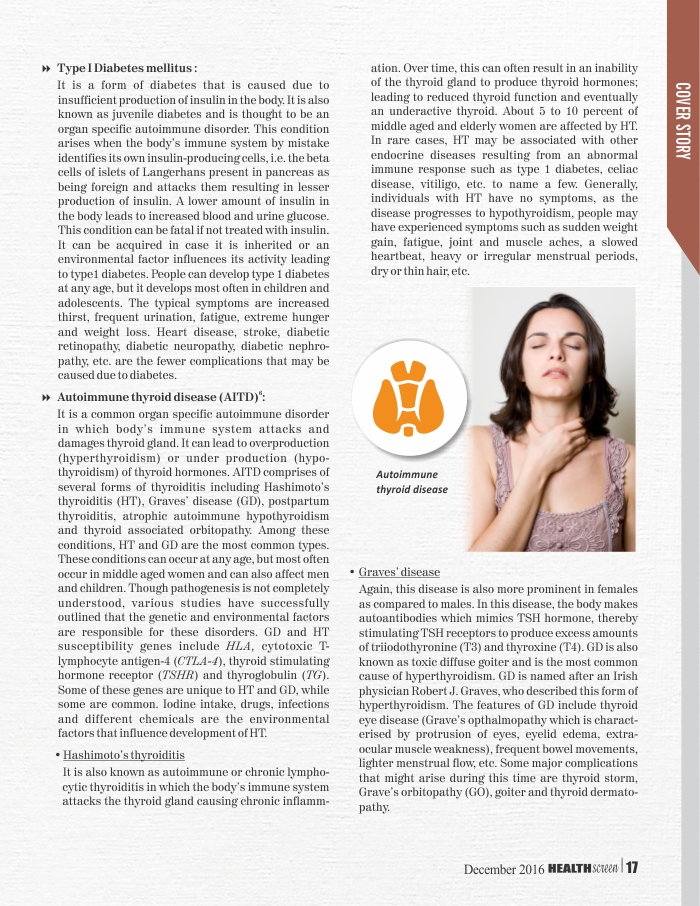 Type I Diabetes mellitus :
It is a form of diabetes that is caused due to
insufficient production of insulin in the body. It is also
known as juvenile diabetes and is thought to be an
organ specific autoimmune disorder. This condition
arises when the body's immune system by mistake
identifies its own insulin-producing cells, i.e. the beta
cells of islets of Langerhans present in pancreas as
being foreign and attacks them resulting in lesser
production of insulin. A lower amount of insulin in
the body leads to increased blood and urine glucose.
This condition can be fatal if not treated with insulin.
It can be acquired in case it is inherited or an
environmental factor influences its activity leading
to type1 diabetes. People can develop type 1 diabetes
at any age, but it develops most often in children and
adolescents. The typical symptoms are increased
thirst, frequent urination, fatigue, extreme hunger
and weight loss. Heart disease, stroke, diabetic
retinopathy, diabetic neuropathy, diabetic nephro-
pathy, etc. are the fewer complications that may be
caused due to diabetes.
Autoimmune thyroid disease (AITD)⁶:
It is a common organ specific autoimmune disorder
in which body's immune system attacks and
damages thyroid gland. It can lead to overproduction
(hyperthyroidism) or under production (hypo-
thyroidism) of thyroid hormones. AITD comprises of
several forms of thyroiditis including Hashimoto's
thyroiditis (HT), Graves' disease (GD), postpartum
thyroiditis, atrophic autoimmune hypothyroidism
and thyroid associated orbitopathy. Among these
conditions, HT and GD are the most common types.
These conditions can occur at any age, but most often
occur in middle aged women and can also affect men
and children. Though pathogenesis is not completely
understood, various studies have successfully
outlined that the genetic and environmental factors
are responsible for these disorders. GD and HT
susceptibility genes include HLA, cytotoxic T-
lymphocyte antigen-4 (CTLA-4), thyroid stimulating
hormone receptor (TSHR) and thyroglobulin (TG).
Some of these genes are unique to HT and GD, while
some are common. Iodine intake, drugs, infections
and different chemicals are the environmental
factors that influence development of HT.
• Hashimoto's thyroiditis
It is also known as autoimmune or chronic lympho-
cytic thyroiditis in which the body's immune system
attacks the thyroid gland causing chronic inflamm-
ation. Over time, this can often result in an inability
of the thyroid gland to produce thyroid hormones;
leading to reduced thyroid function and eventually
an underactive thyroid. About 5 to 10 percent of
middle aged and elderly women are affected by HT.
In rare cases, HT may be associated with other
endocrine diseases resulting from an abnormal
immune response such as type 1 diabetes, celiac
disease, vitiligo, etc. to name a few. Generally,
individuals with HT have no symptoms, as the
disease progresses to hypothyroidism, people may
have experienced symptoms such as sudden weight
gain, fatigue, joint and muscle aches, a slowed
heartbeat, heavy or irregular menstrual periods,
dry or thin hair, etc.
Autoimmune
thyroid disease
• Graves' disease
Again, this disease is also more prominent in females
as compared to males. In this disease, the body makes
autoantibodies which mimics TSH hormone, thereby
stimulating TSH receptors to produce excess amounts
of triiodothyronine (T3) and thyroxine (T4). GD is also
known as toxic diffuse goiter and is the most common
cause of hyperthyroidism. GD is named after an Irish
physician Robert J. Graves, who described this form of
hyperthyroidism. The features of GD include thyroid
eye disease (Grave's opthalmopathy which is charact-
erised by protrusion of eyes, eyelid edema, extra-
ocular muscle weakness), frequent bowel movements,
lighter menstrual flow, etc. Some major complications
that might arise during this time are thyroid storm,
Grave's orbitopathy (GO), goiter and thyroid dermato-
pathy.
COVER STORY
December 2016 HEALTHscreen | 17